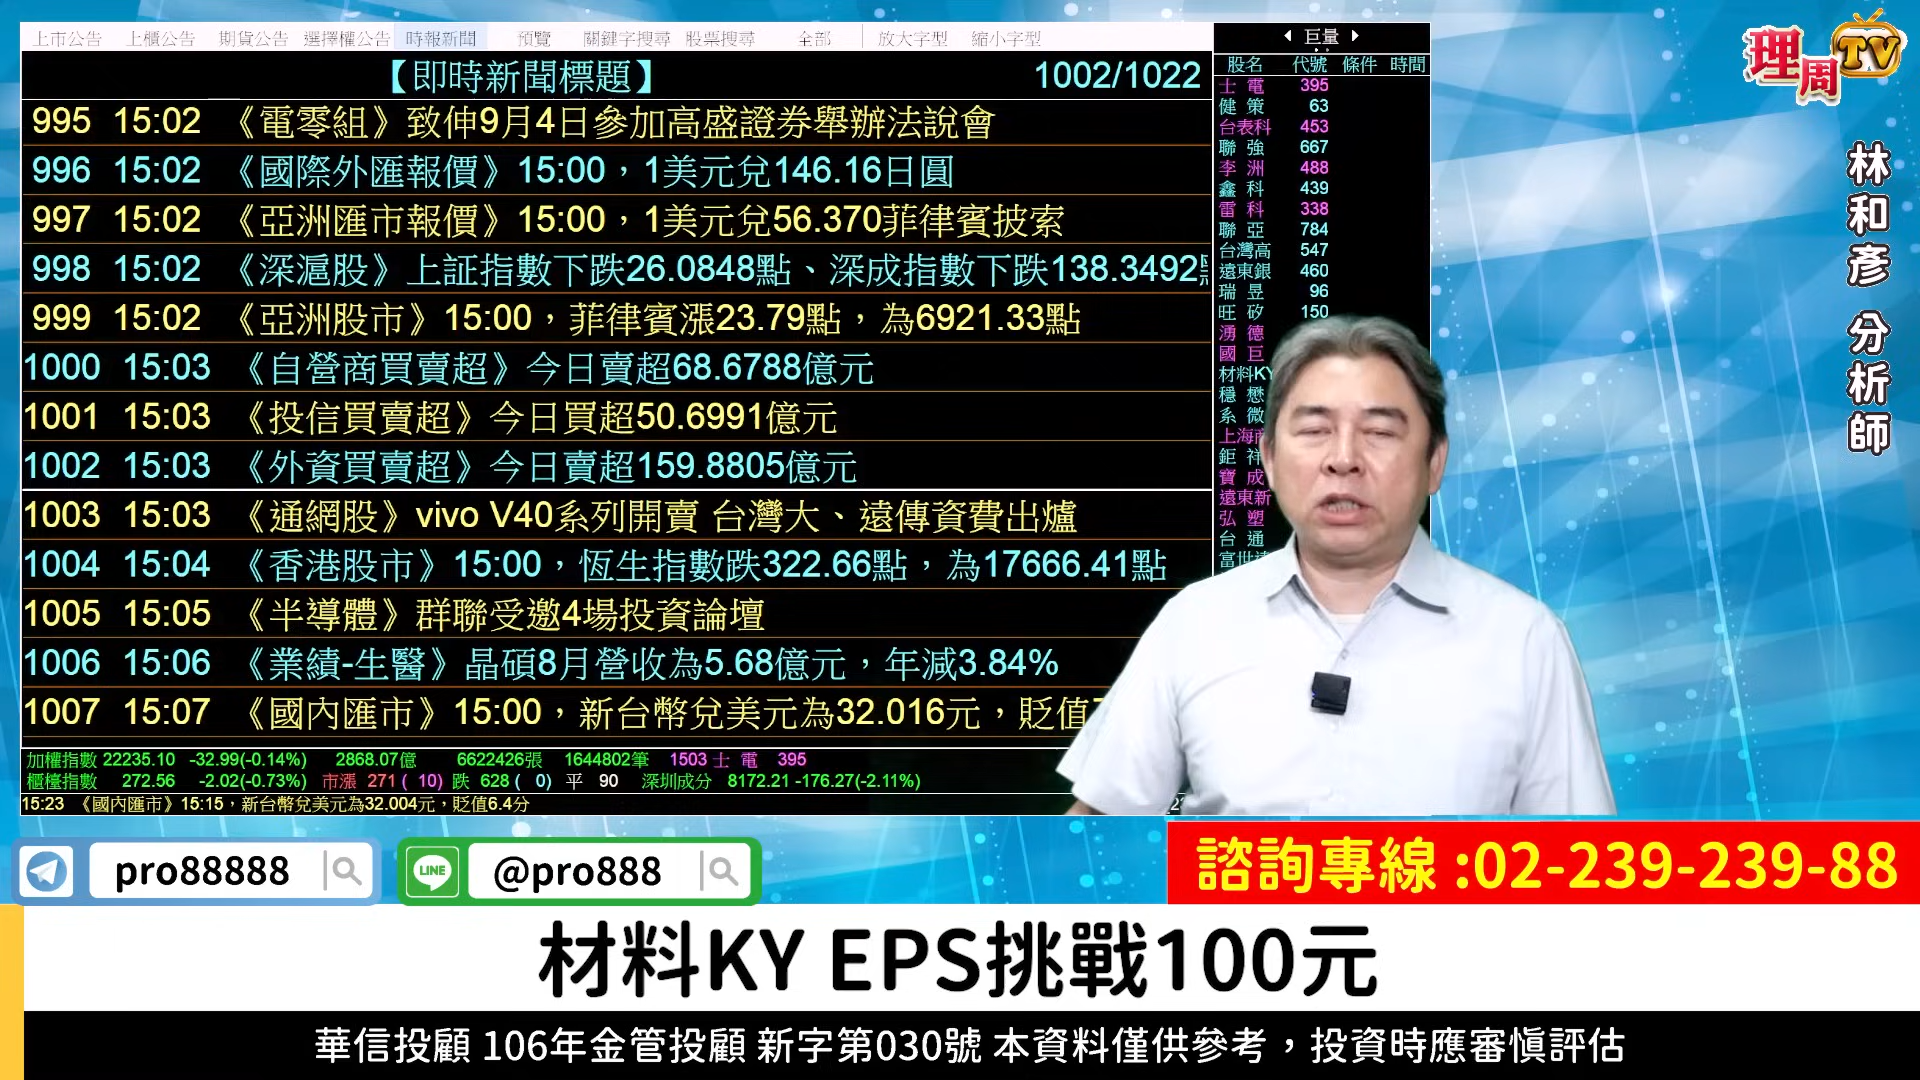 上市公告 上櫃公告 期貨公告 選擇權公告 時報新聞 預覽 關鍵字搜尋 股票搜尋 全部 放大字型 縮小字型
【即時新聞標題】 1002/1022
995 15:02 《電零組》致伸9月4日參加高盛證券舉辦法說會
996 15:02 《國際外匯報價》15:00,1美元兌146.16日圓
997 15:02 《亞洲匯市報價》15:00,1美元兌56.370菲律賓披索
998 15:02 《深滬股》上証指數下跌26.0848點、深成指數下跌138.3492點
999 15:02 《亞洲股市》15:00,菲律賓漲23.79點,為6921.33點
1000 15:03 《自營商買賣超》今日賣超68.6788億元
1001 15:03 《投信買賣超》今日買超50.6991億元
1002 15:03 《外資買賣超》今日賣超159.8805億元
1003 15:03 《通網股》vivo V40系列開賣 台灣大、遠傳資費出爐
1004 15:04 《香港股市》15:00,恆生指數跌322.66點,為17666.41點
1005 15:05 《半導體》群聯受邀4場投資論壇
1006 15:06 《業績-生醫》晶碩8月營收為5.68億元,年減3.84%
1007 15:07 《國內匯市》15:00,新台幣兌美元為32.016元,貶值
加權指數 22235.10 -32.99(-0.14%) 2868.07億 6622426張 1644802筆 1503 士 電 395
櫃檯指數 272.56 -2.02(-0.73%) 市漲 271 ( 10) 跌 628 ( 0) 平 90 深圳成分 8172.21 -176.27(-2.11%)
15:23 《國內匯市》15:15,新台幣兌美元為32.004元,貶值6.4分
巨量
股名 代號 條件 時間
士 電 395
健 策 63
台表科 453
聯 強 667
李 洲 488
鑫 科 439
雷 科 338
聯 亞 784
台灣高 547
遠東銀 460
瑞 昱 96
旺 矽 150
湧 德
國 巨
材料KY
穩 懋
系 微
上海商
鉅 祥
寶 成
遠東新
弘 塑
台 通
富世達
理周TV
林和彥 分析師
pro88888
LINE
@pro888
諮詢專線 :02-239-239-88
材料KY EPS挑戰100元
華信投顧 106年金管投顧 新字第030號 本資料僅供參考,投資時應審慎評估